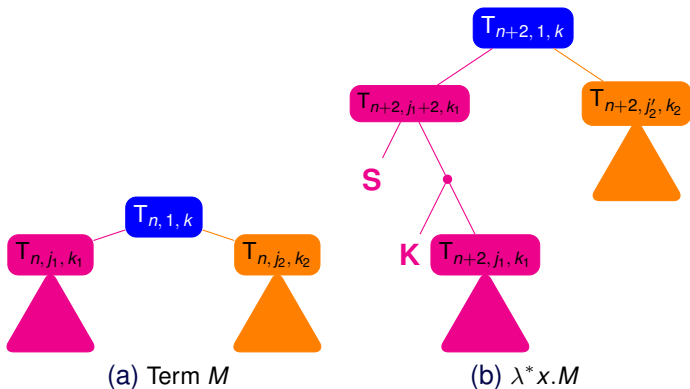 T_{n+2, 1, k}
T_{n+2, j_1+2, k_1}
T_{n+2, j'_2, k_2}
S
T_{n, 1, k}
T_{n, j_1, k_1}
T_{n, j_2, k_2}
K
T_{n+2, j_1, k_1}
(a) Term M
(b) λ*x.M